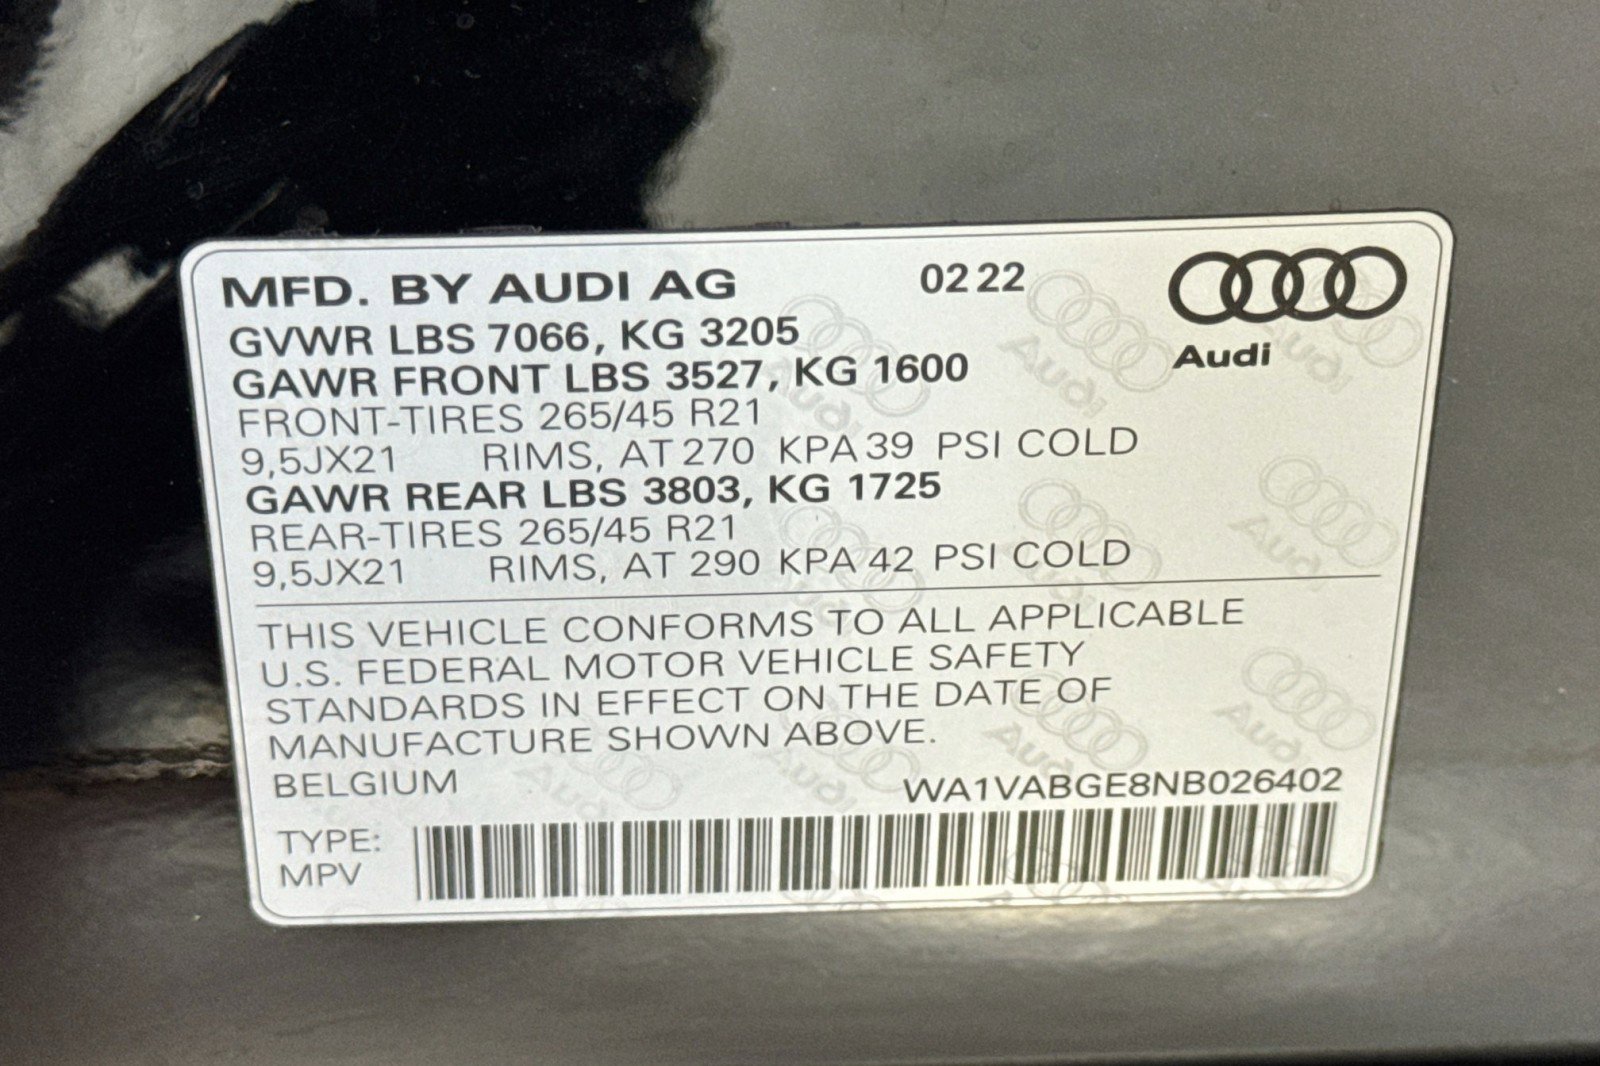 MFD. BY AUDI AG 02 22
GVWR LBS 7066, KG 3205
Audi
GAWR FRONT LBS 3527, KG 1600
FRONT-TIRES 265/45 R21
9,5JX21 RIMS, AT 270 KPA 39 PSI COLD
GAWR REAR LBS 3803, KG 1725
REAR-TIRES 265/45 R21
9,5JX21 RIMS, AT 290 KPA 42 PSI COLD
THIS VEHICLE CONFORMS TO ALL APPLICABLE
U.S. FEDERAL MOTOR VEHICLE SAFETY
STANDARDS IN EFFECT ON THE DATE OF
MANUFACTURE SHOWN ABOVE.
BELGIUM WA1VABGE8NB026402
TYPE:
MPV